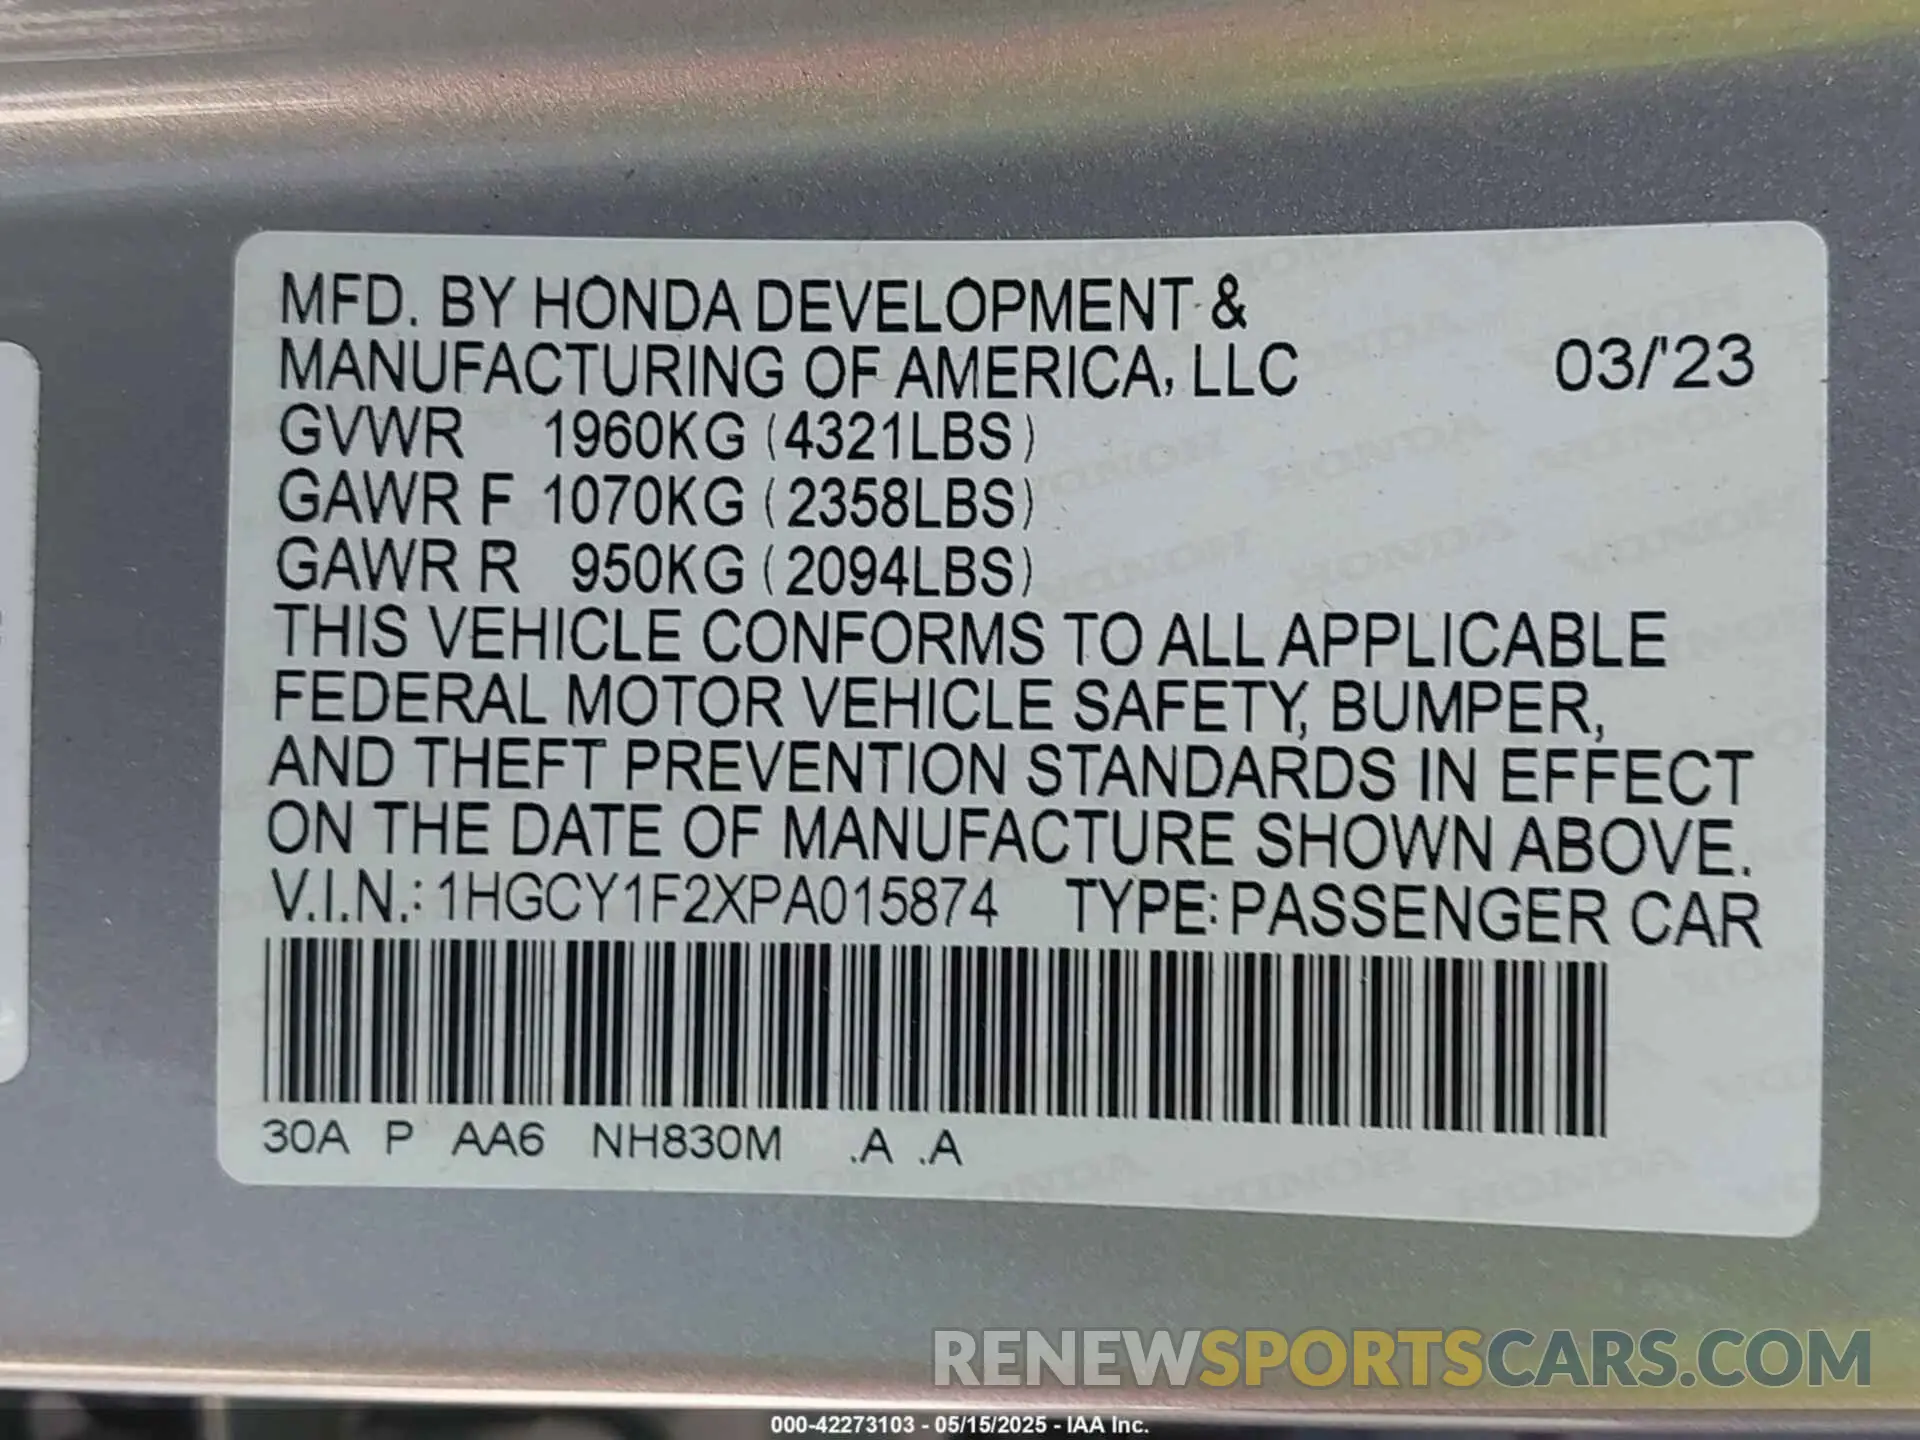 MFD. BY HONDA DEVELOPMENT &
MANUFACTURING OF AMERICA, LLC 03/'23
GVWR 1960KG (4321LBS)
GAWR F 1070KG (2358LBS)
GAWR R 950KG (2094LBS)
THIS VEHICLE CONFORMS TO ALL APPLICABLE
FEDERAL MOTOR VEHICLE SAFETY, BUMPER,
AND THEFT PREVENTION STANDARDS IN EFFECT
ON THE DATE OF MANUFACTURE SHOWN ABOVE.
V.I.N.: 1HGCY1F2XPA015874 TYPE: PASSENGER CAR
30A P AA6 NH830M .A .A
RENEWSPORTSCARS.COM
000-42273103 - 05/15/2025 - IAA Inc.